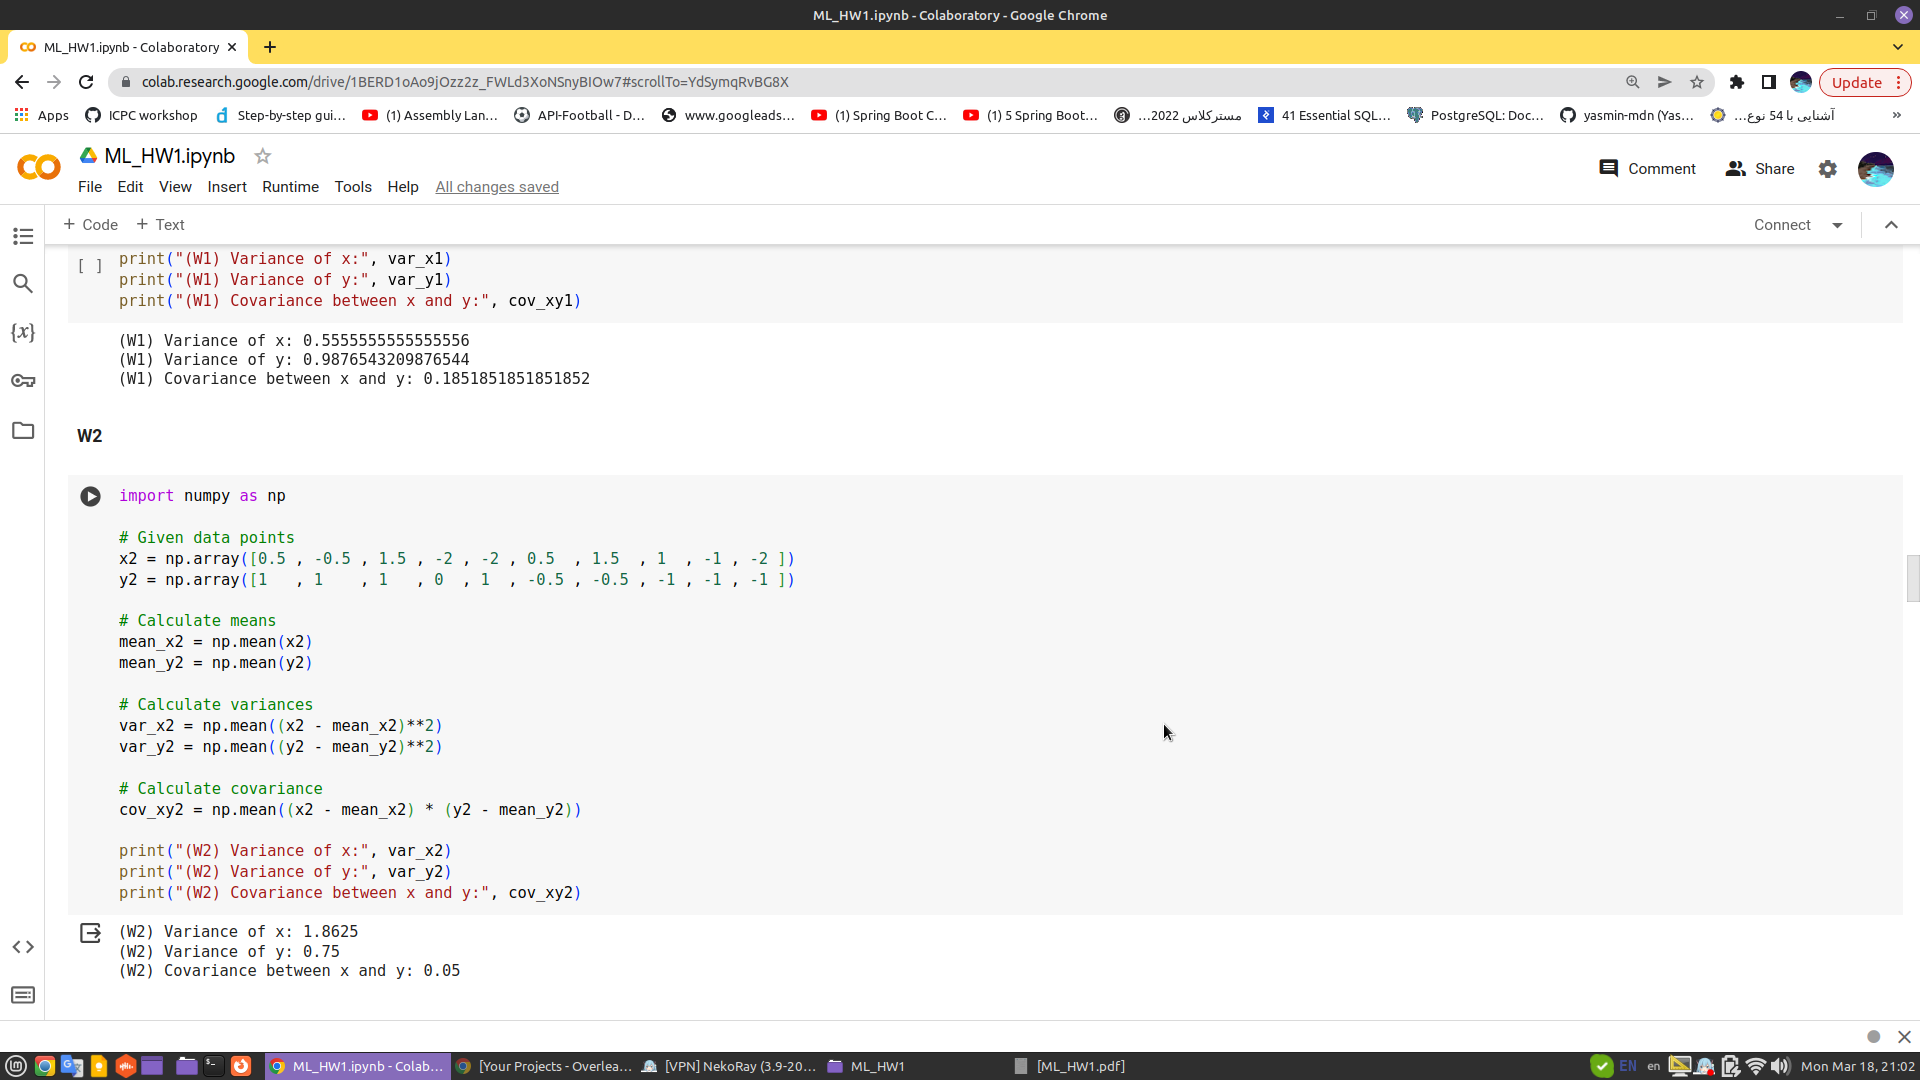 ML_HW1.ipynb - Colaboratory - Google Chrome
ML_HW1.ipynb - Colaboratory
colab.research.google.com/drive/1BERD1oAo9jOzz2z_FWLd3XoNSnyBIOw7#scrollTo=YdSymqRvBG8X
Update
Apps ICPC workshop Step-by-step gui... (1) Assembly Lan... API-Football - D... www.googleads... (1) Spring Boot C... (1) 5 Spring Boot... مسترکلاس 2022... 41 Essential SQL... PostgreSQL: Doc... yasmin-mdn (Yas... آشنایی با 54 نوع... »
ML_HW1.ipynb
Comment Share
File Edit View Insert Runtime Tools Help All changes saved
+ Code + Text Connect
[ ] print("(W1) Variance of x:", var_x1)
print("(W1) Variance of y:", var_y1)
print("(W1) Covariance between x and y:", cov_xy1)
{x}
(W1) Variance of x: 0.5555555555555556
(W1) Variance of y: 0.9876543209876544
(W1) Covariance between x and y: 0.1851851851851852
W2
import numpy as np
# Given data points
x2 = np.array([0.5 , -0.5 , 1.5 , -2 , -2 , 0.5  , 1.5  , 1  , -1 , -2 ])
y2 = np.array([1   , 1    , 1   , 0  , 1  , -0.5 , -0.5 , -1 , -1 , -1 ])
# Calculate means
mean_x2 = np.mean(x2)
mean_y2 = np.mean(y2)
# Calculate variances
var_x2 = np.mean((x2 - mean_x2)**2)
var_y2 = np.mean((y2 - mean_y2)**2)
# Calculate covariance
cov_xy2 = np.mean((x2 - mean_x2) * (y2 - mean_y2))
print("(W2) Variance of x:", var_x2)
print("(W2) Variance of y:", var_y2)
print("(W2) Covariance between x and y:", cov_xy2)
(W2) Variance of x: 1.8625
(W2) Variance of y: 0.75
(W2) Covariance between x and y: 0.05
ML_HW1.ipynb - Colab... [Your Projects - Overlea... [VPN] NekoRay (3.9-20... ML_HW1 [ML_HW1.pdf] EN en Mon Mar 18, 21:02